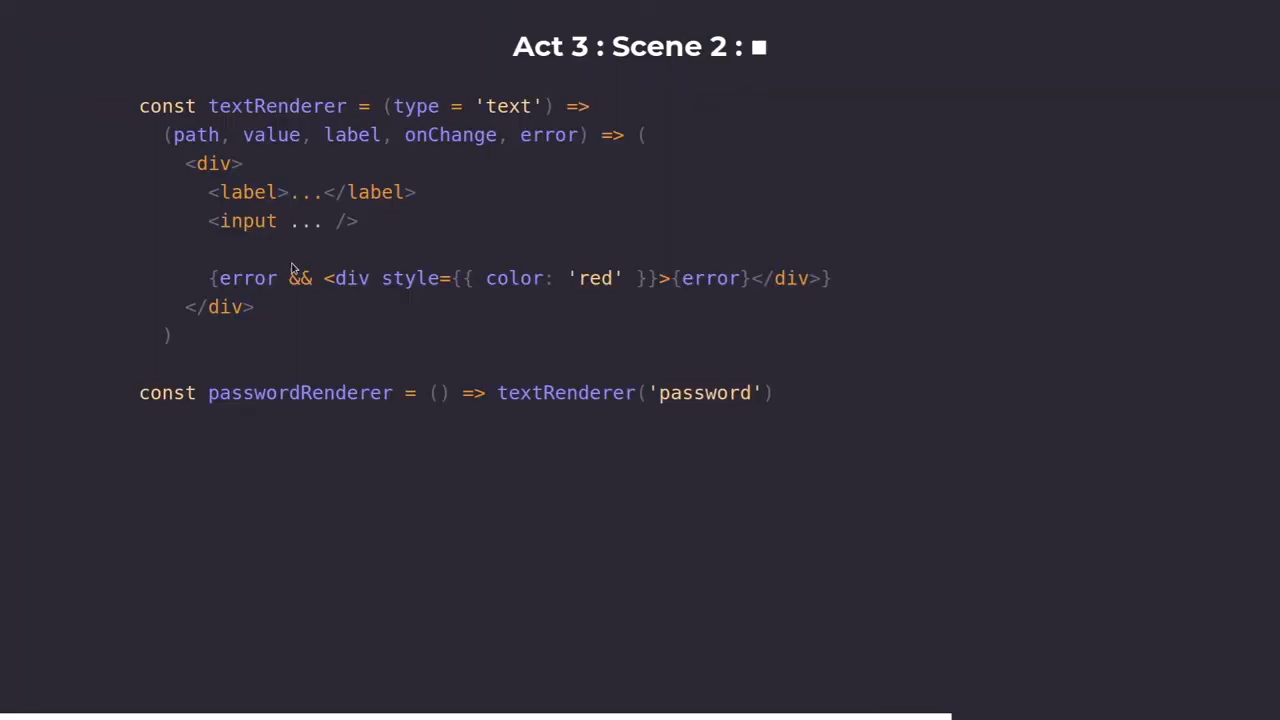 Act 3 : Scene 2 : ■
const textRenderer = (type = 'text') =>
(path, value, label, onChange, error) => (
<div>
<label>...</label>
<input ... />
{error && <div style={{ color: 'red' }}>{error}</div>}
</div>
)
const passwordRenderer = () => textRenderer('password')